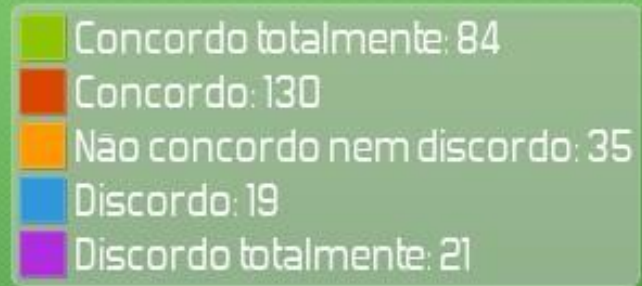 Concordo totalmente: 84
Concordo: 130
Não concordo nem discordo: 35
Discordo: 19
Discordo totalmente: 21